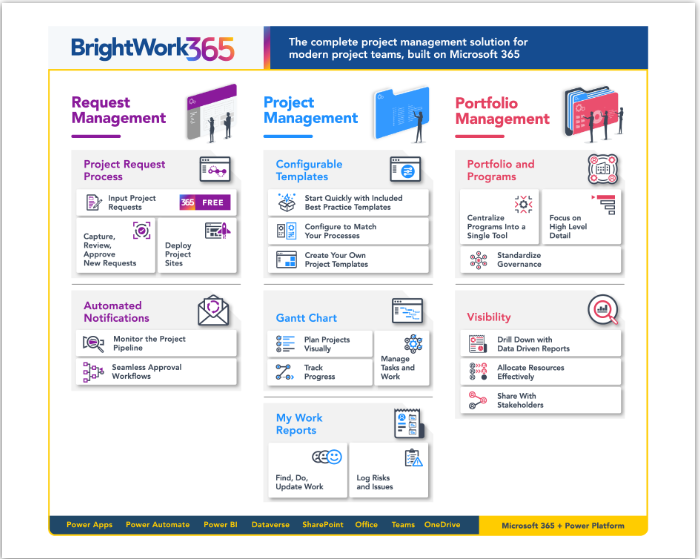 BrightWork365
The complete project management solution for
modern project teams, built on Microsoft 365
Request
Management
Project
Management
Portfolio
Management
Project Request
Process
Input Project
Requests
365 FREE
Capture,
Review,
Approve
New Requests
Deploy
Project
Sites
Automated
Notifications
Monitor the Project
Pipeline
Seamless Approval
Workflows
Configurable
Templates
Start Quickly with Included
Best Practice Templates
Configure to Match
Your Processes
Create Your Own
Project Templates
Gantt Chart
Plan Projects
Visually
Track
Progress
Manage
Tasks and
Work
My Work
Reports
Find, Do,
Update Work
Log Risks
and Issues
Portfolio and
Programs
Centralize
Programs Into a
Single Tool
Focus on
High Level
Detail
Standardize
Governance
Visibility
Drill Down with
Data Driven Reports
Allocate Resources
Effectively
Share With
Stakeholders
Power Apps Power Automate Power BI Dataverse SharePoint Office Teams OneDrive
Microsoft 365 + Power Platform